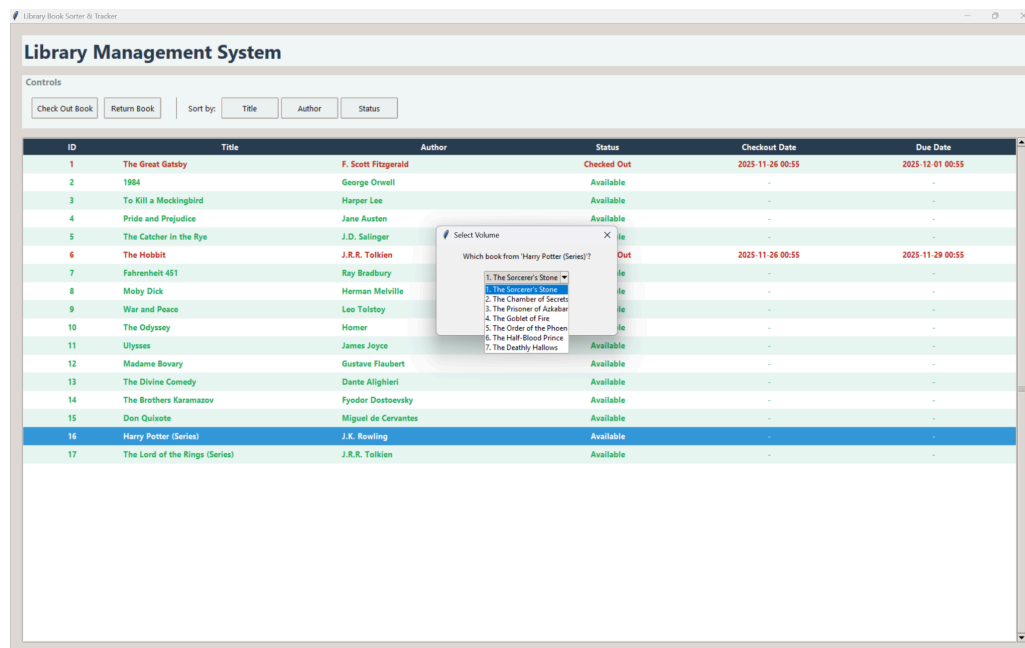 Library Book Sorter & Tracker
Library Management System
Controls
Check Out Book Return Book Sort by: Title Author Status
ID Title Author Status Checkout Date Due Date
1 The Great Gatsby F. Scott Fitzgerald Checked Out 2025-11-26 00:55 2025-12-01 00:55
2 1984 George Orwell Available - -
3 To Kill a Mockingbird Harper Lee Available - -
4 Pride and Prejudice Jane Austen Available - -
5 The Catcher in the Rye J.D. Salinger le - -
6 The Hobbit J.R.R. Tolkien Out 2025-11-26 00:55 2025-11-29 00:55
7 Fahrenheit 451 Ray Bradbury le - -
8 Moby Dick Herman Melville le - -
9 War and Peace Leo Tolstoy le - -
10 The Odyssey Homer le - -
11 Ulysses James Joyce Available - -
12 Madame Bovary Gustave Flaubert Available - -
13 The Divine Comedy Dante Alighieri Available - -
14 The Brothers Karamazov Fyodor Dostoevsky Available - -
15 Don Quixote Miguel de Cervantes Available - -
16 Harry Potter (Series) J.K. Rowling Available - -
17 The Lord of the Rings (Series) J.R.R. Tolkien Available - -
Select Volume
Which book from 'Harry Potter (Series)'?
1. The Sorcerer's Stone
1. The Sorcerer's Stone
2. The Chamber of Secrets
3. The Prisoner of Azkabar
4. The Goblet of Fire
5. The Order of the Phoen
6. The Half-Blood Prince
7. The Deathly Hallows